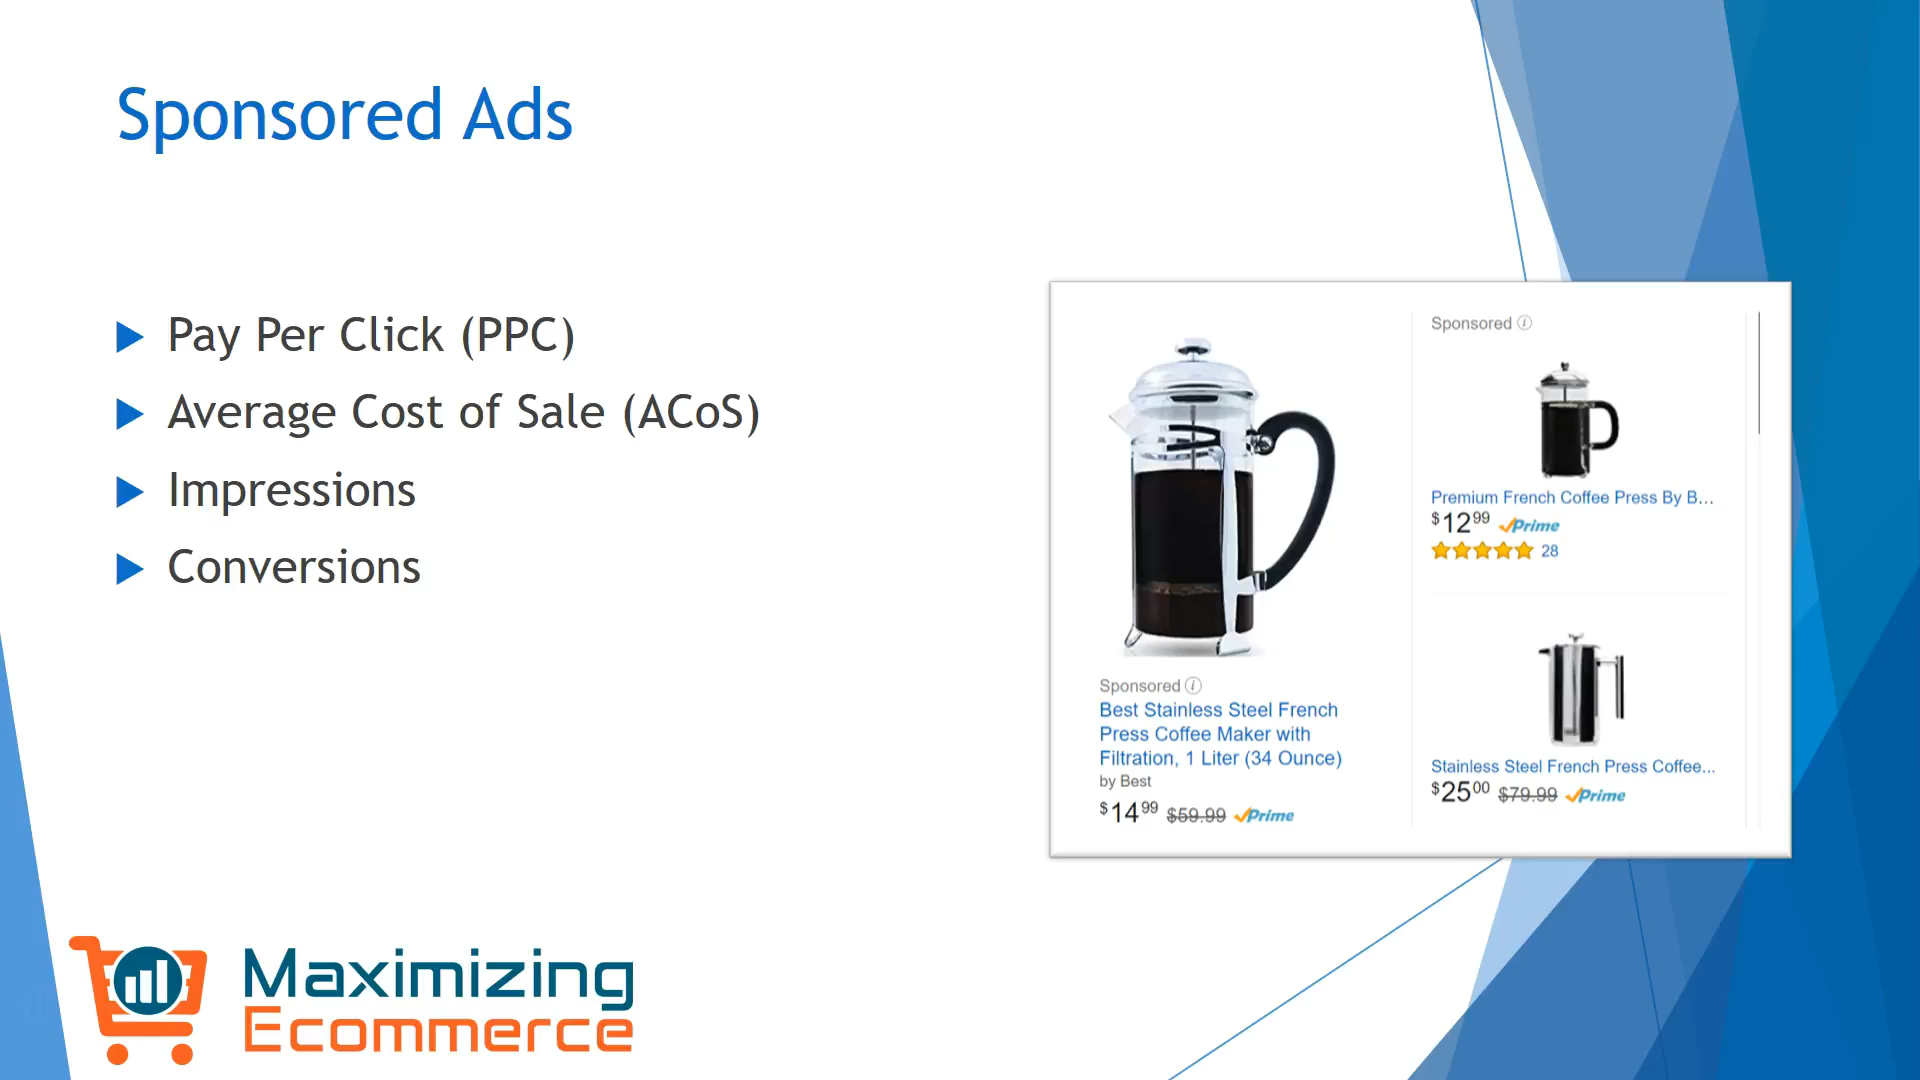 Sponsored Ads
Pay Per Click (PPC)
Average Cost of Sale (ACoS)
Impressions
Conversions
Sponsored
Best Stainless Steel French
Press Coffee Maker with
Filtration, 1 Liter (34 Ounce)
by Best
$14.99 $59.99 Prime
Sponsored
Premium French Coffee Press By B...
$12.99 Prime
28
Stainless Steel French Press Coffee...
$25.00 $79.99 Prime
Maximizing
Ecommerce